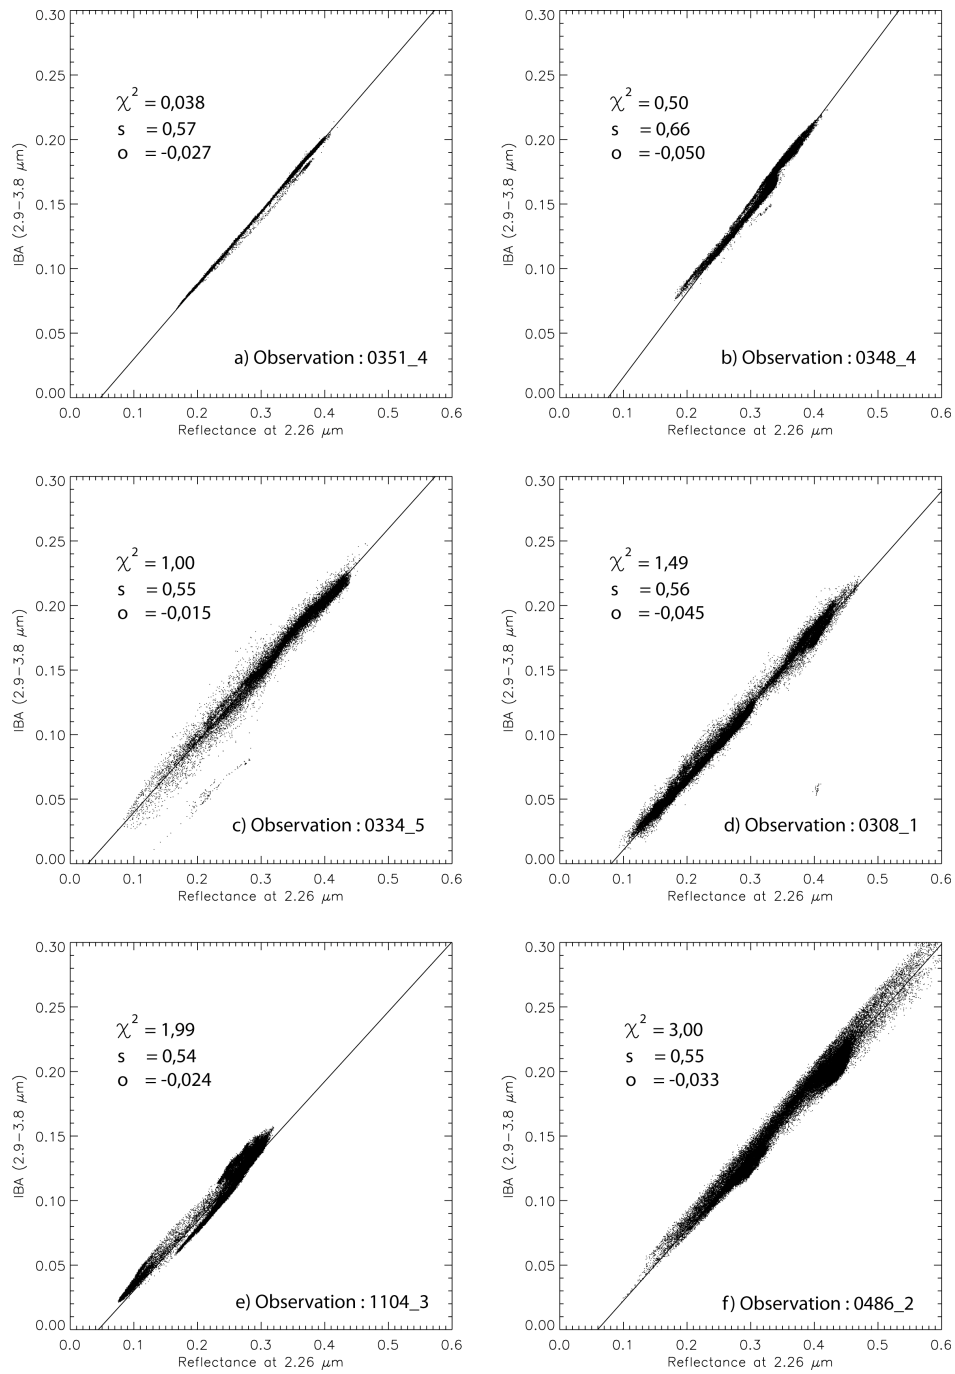 0.30
0.25
0.20
0.15
0.10
0.05
0.00
IBA (2.9−3.8 μm)
χ² = 0,038
s = 0,57
o = -0,027
a) Observation : 0351_4
0.0 0.1 0.2 0.3 0.4 0.5 0.6
Reflectance at 2.26 μm
0.30
0.25
0.20
0.15
0.10
0.05
0.00
IBA (2.9−3.8 μm)
χ² = 0,50
s = 0,66
o = -0,050
b) Observation : 0348_4
0.0 0.1 0.2 0.3 0.4 0.5 0.6
Reflectance at 2.26 μm
0.30
0.25
0.20
0.15
0.10
0.05
0.00
IBA (2.9−3.8 μm)
χ² = 1,00
s = 0,55
o = -0,015
c) Observation : 0334_5
0.0 0.1 0.2 0.3 0.4 0.5 0.6
Reflectance at 2.26 μm
0.30
0.25
0.20
0.15
0.10
0.05
0.00
IBA (2.9−3.8 μm)
χ² = 1,49
s = 0,56
o = -0,045
d) Observation : 0308_1
0.0 0.1 0.2 0.3 0.4 0.5 0.6
Reflectance at 2.26 μm
0.30
0.25
0.20
0.15
0.10
0.05
0.00
IBA (2.9−3.8 μm)
χ² = 1,99
s = 0,54
o = -0,024
e) Observation : 1104_3
0.0 0.1 0.2 0.3 0.4 0.5 0.6
Reflectance at 2.26 μm
0.30
0.25
0.20
0.15
0.10
0.05
0.00
IBA (2.9−3.8 μm)
χ² = 3,00
s = 0,55
o = -0,033
f) Observation : 0486_2
0.0 0.1 0.2 0.3 0.4 0.5 0.6
Reflectance at 2.26 μm